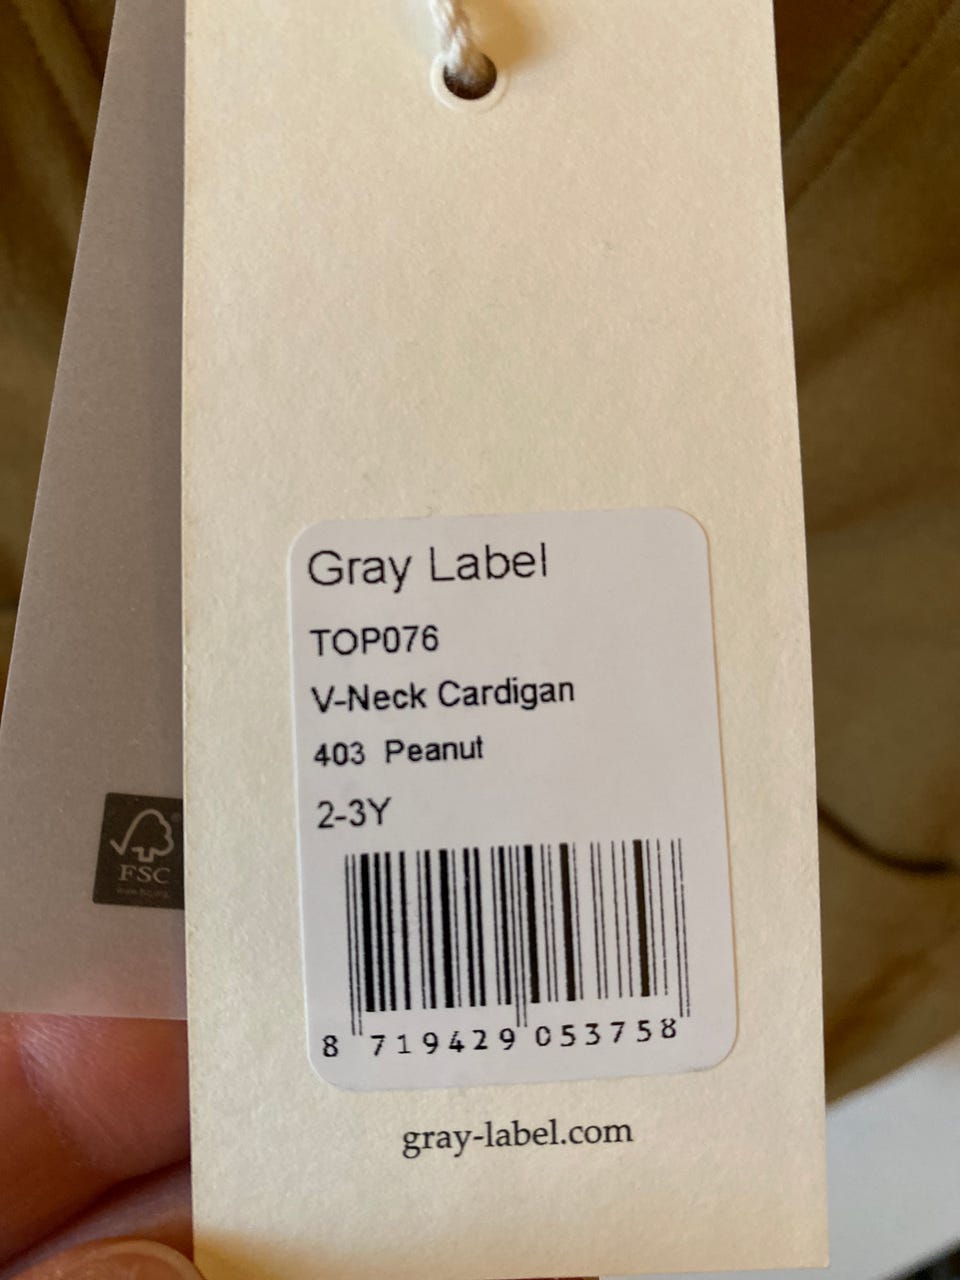 Gray Label
TOP076
V-Neck Cardigan
403 Peanut
2-3Y
8 719429 053758
gray-label.com
FSC